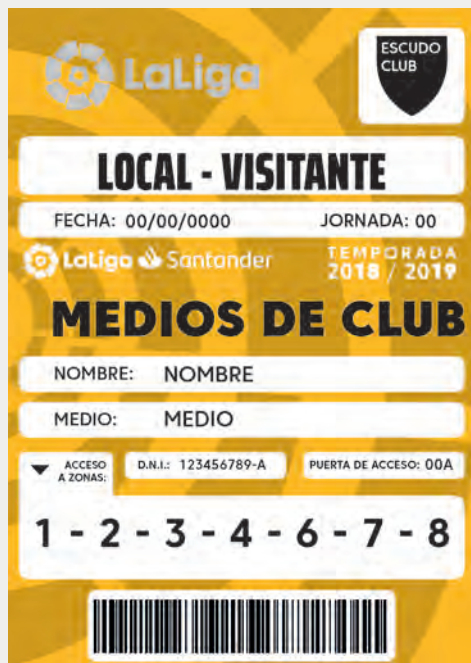 LaLiga
ESCUDO
CLUB
LOCAL - VISITANTE
FECHA: 00/00/0000 JORNADA: 00
LaLiga Santander
TEMPORADA
2018 / 2019
MEDIOS DE CLUB
NOMBRE: NOMBRE
MEDIO: MEDIO
ACCESO
A ZONAS:
D.N.I.: 123456789-A
PUERTA DE ACCESO: 00A
1 - 2 - 3 - 4 - 6 - 7 - 8